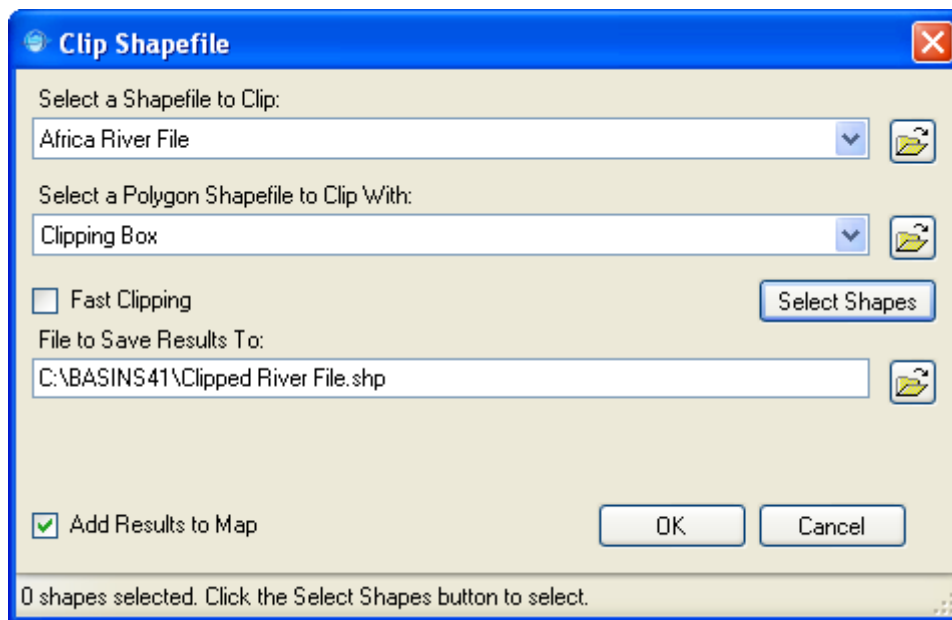 Clip Shapefile
Select a Shapefile to Clip:
Africa River File
Select a Polygon Shapefile to Clip With:
Clipping Box
Fast Clipping
Select Shapes
File to Save Results To:
C:\BASINS41\Clipped River File.shp
Add Results to Map
OK
Cancel
0 shapes selected. Click the Select Shapes button to select.